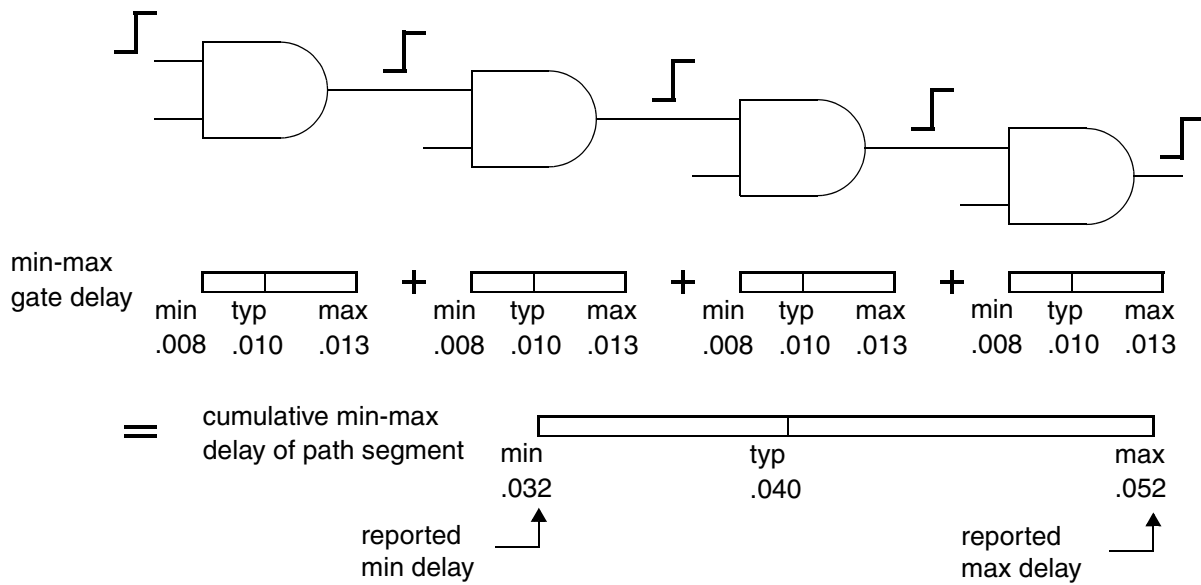 min-max
gate delay
+ + +
min typ max min typ max min typ max min typ max
.008 .010 .013 .008 .010 .013 .008 .010 .013 .008 .010 .013
= cumulative min-max
delay of path segment
min typ max
.032 .040 .052
reported
min delay
reported
max delay